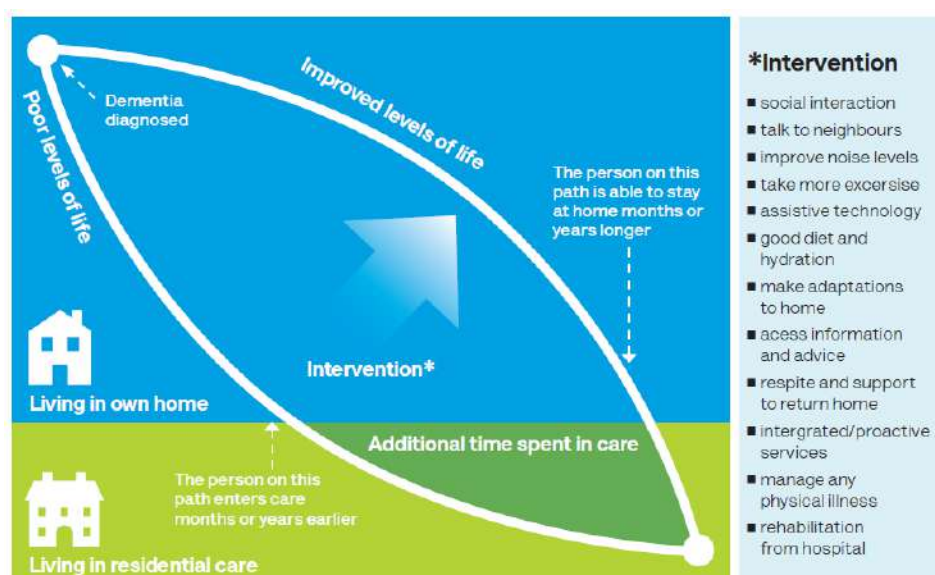 Dementia
diagnosed
Poor levels of life
Improved levels of life
The person on this
path is able to stay
at home months or
years longer
Intervention*
Living in own home
Additional time spent in care
The person on this
path enters care
months or years earlier
Living in residential care
*Intervention
■ social interaction
■ talk to neighbours
■ improve noise levels
■ take more excersise
■ assistive technology
■ good diet and
hydration
■ make adaptations
to home
■ acess information
and advice
■ respite and support
to return home
■ intergrated/proactive
services
■ manage any
physical illness
■ rehabilitation
from hospital